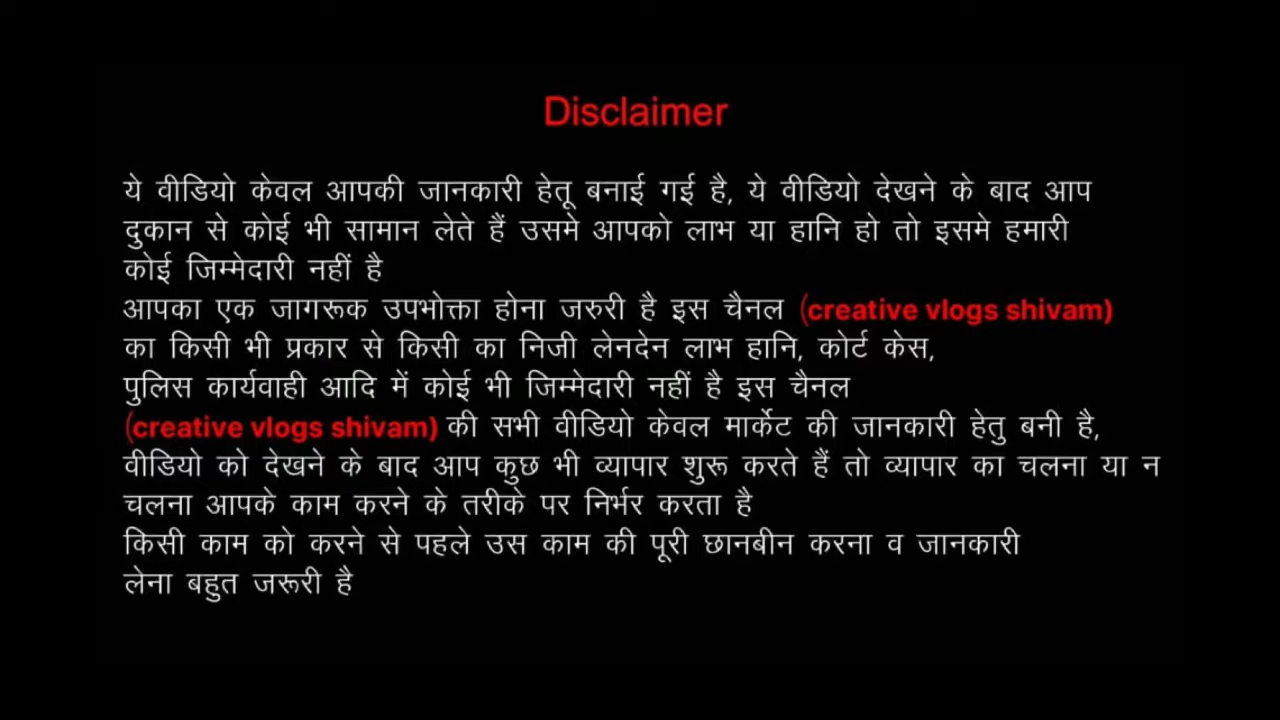 Disclaimer
ये वीडियो केवल आपकी जानकारी हेतू बनाई गई है, ये वीडियो देखने के बाद आप
दुकान से कोई भी सामान लेते हैं उसमे आपको लाभ या हानि हो तो इसमे हमारी
कोई जिम्मेदारी नहीं है
आपका एक जागरूक उपभोक्ता होना जरुरी है इस चैनल (creative vlogs shivam)
का किसी भी प्रकार से किसी का निजी लेनदेन लाभ हानि, कोर्ट केस,
पुलिस कार्यवाही आदि में कोई भी जिम्मेदारी नहीं है इस चैनल
(creative vlogs shivam) की सभी वीडियो केवल मार्केट की जानकारी हेतु बनी है,
वीडियो को देखने के बाद आप कुछ भी व्यापार शुरू करते हैं तो व्यापार का चलना या न
चलना आपके काम करने के तरीके पर निर्भर करता है
किसी काम को करने से पहले उस काम की पूरी छानबीन करना व जानकारी
लेना बहुत जरूरी है